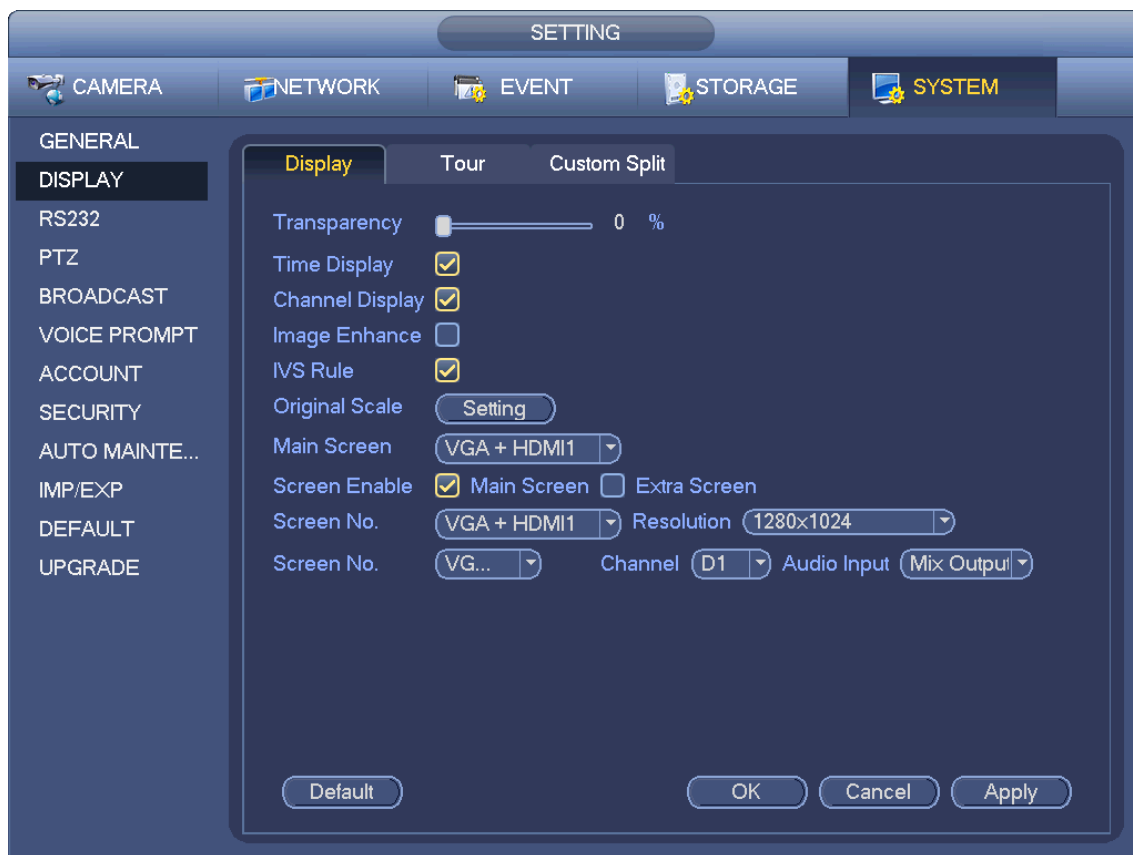 SETTING
CAMERA NETWORK EVENT STORAGE SYSTEM
GENERAL
DISPLAY
RS232
PTZ
BROADCAST
VOICE PROMPT
ACCOUNT
SECURITY
AUTO MAINTE...
IMP/EXP
DEFAULT
UPGRADE
Display Tour Custom Split
Transparency 0 %
Time Display
Channel Display
Image Enhance
IVS Rule
Original Scale Setting
Main Screen VGA + HDMI1
Screen Enable Main Screen Extra Screen
Screen No. VGA + HDMI1 Resolution 1280x1024
Screen No. VG... Channel D1 Audio Input Mix Output
Default OK Cancel Apply